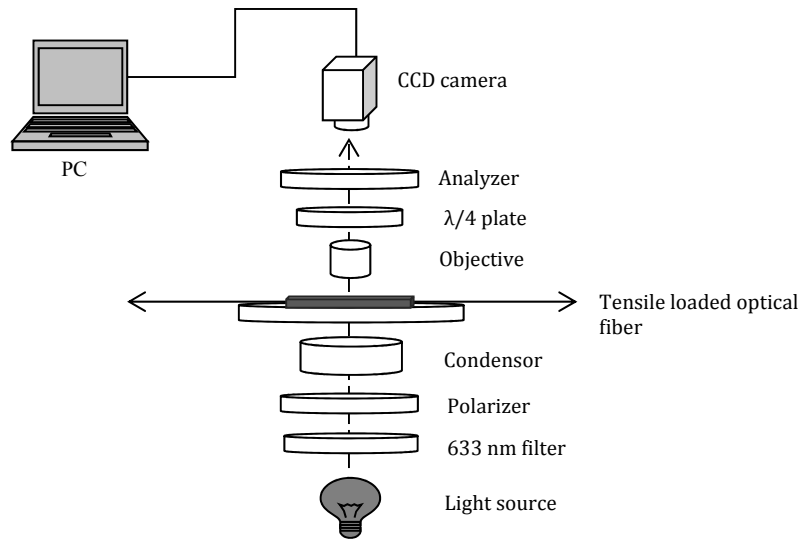 CCD camera
PC
Analyzer
λ/4 plate
Objective
Tensile loaded optical
fiber
Condensor
Polarizer
633 nm filter
Light source